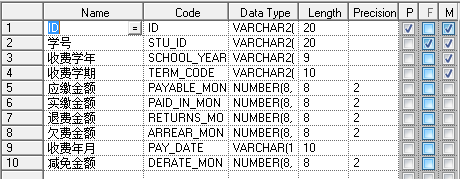 Name Code Data Type Length Precision P F M
1 ID = ID VARCHAR2( 20
2 学号 STU_ID VARCHAR2( 20
3 收费学年 SCHOOL_YEAR VARCHAR2( 9
4 收费学期 TERM_CODE VARCHAR2( 10
5 应缴金额 PAYABLE_MON NUMBER(8, 8 2
6 实缴金额 PAID_IN_MON NUMBER(8, 8 2
7 退费金额 RETURNS_MO NUMBER(8, 8 2
8 欠费金额 ARREAR_MON NUMBER(8, 8 2
9 收费年月 PAY_DATE VARCHAR(1 10
10 减免金额 DERATE_MON NUMBER(8, 8 2